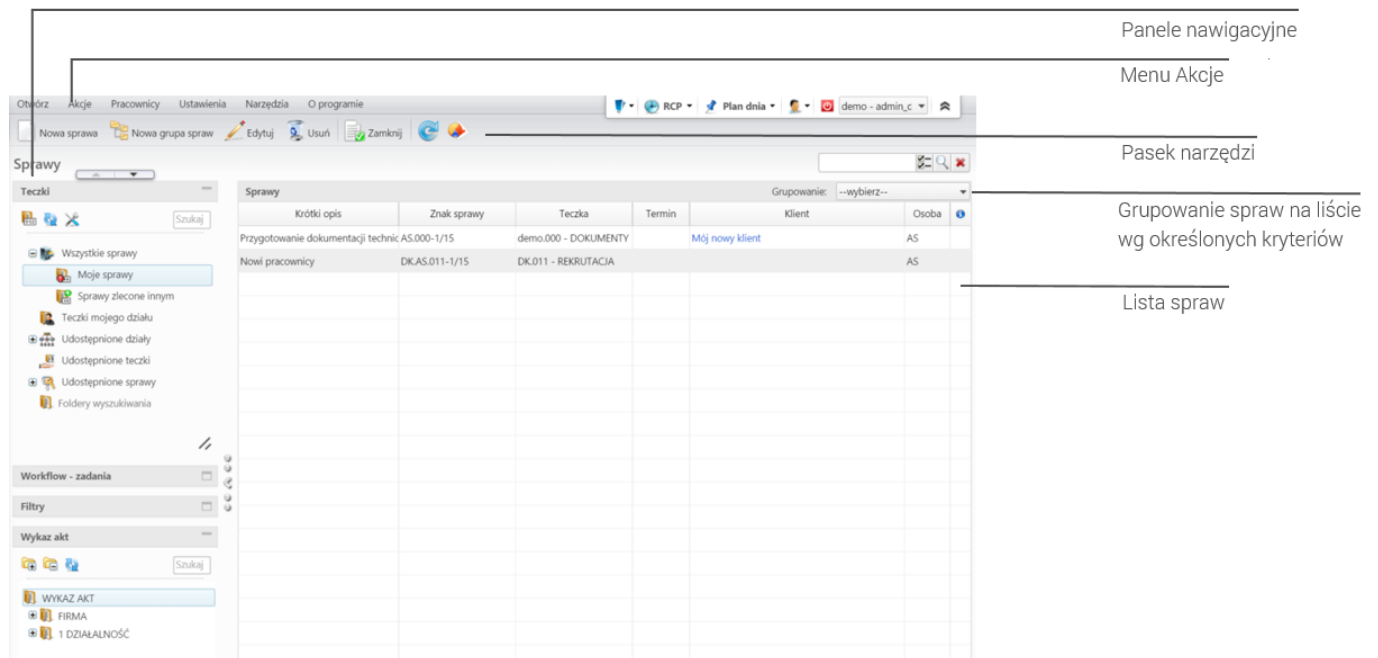 Panele nawigacyjne
Menu Akcje
Otwórz Akcje Pracownicy Ustawienia Narzędzia O programie
RCP Plan dnia demo - admin_c
Nowa sprawa Nowa grupa spraw Edytuj Usuń Zamknij
Pasek narzędzi
Sprawy
Teczki
Sprawy Grupowanie: --wybierz--
Grupowanie spraw na liście
wg określonych kryteriów
Szukaj
Krótki opis Znak sprawy Teczka Termin Klient Osoba
Przygotowanie dokumentacji technic AS.000-1/15 demo.000 - DOKUMENTY Mój nowy klient AS
Nowi pracownicy DK.AS.011-1/15 DK.011 - REKRUTACJA AS
Lista spraw
Wszystkie sprawy
Moje sprawy
Sprawy zlecone innym
Teczki mojego działu
Udostępnione działy
Udostępnione teczki
Udostępnione sprawy
Foldery wyszukiwania
Workflow - zadania
Filtry
Wykaz akt
Szukaj
WYKAZ AKT
FIRMA
1 DZIAŁALNOŚĆ